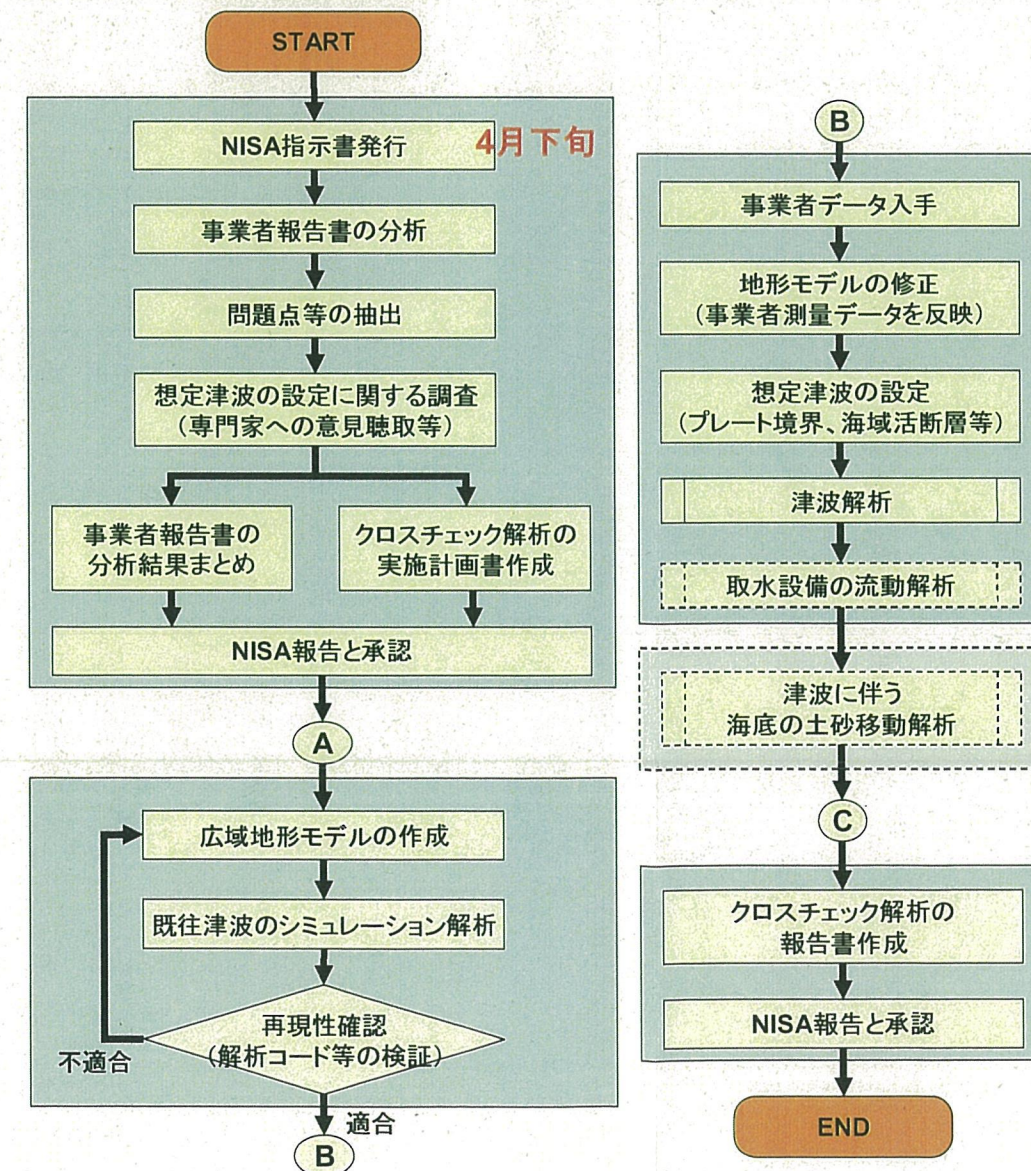 START
NISA指示書発行
4月下旬
事業者報告書の分析
問題点等の抽出
想定津波の設定に関する調査
(専門家への意見聴取等)
事業者報告書の
分析結果まとめ
クロスチェック解析の
実施計画書作成
NISA報告と承認
A
広域地形モデルの作成
既往津波のシミュレーション解析
再現性確認
(解析コード等の検証)
不適合
適合
B
B
事業者データ入手
地形モデルの修正
(事業者測量データを反映)
想定津波の設定
(プレート境界、海域活断層等)
津波解析
取水設備の流動解析
津波に伴う
海底の土砂移動解析
C
クロスチェック解析の
報告書作成
NISA報告と承認
END